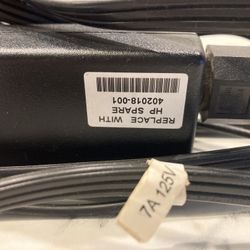 REPLACE WITH
HP SPARE
402018-001
7A 125V